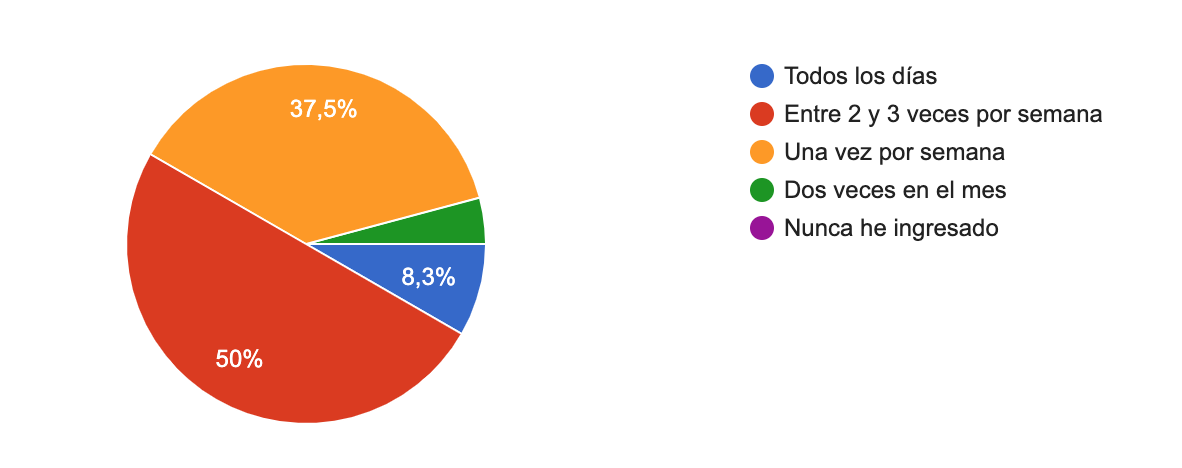 37,5%
8,3%
50%
Todos los días
Entre 2 y 3 veces por semana
Una vez por semana
Dos veces en el mes
Nunca he ingresado